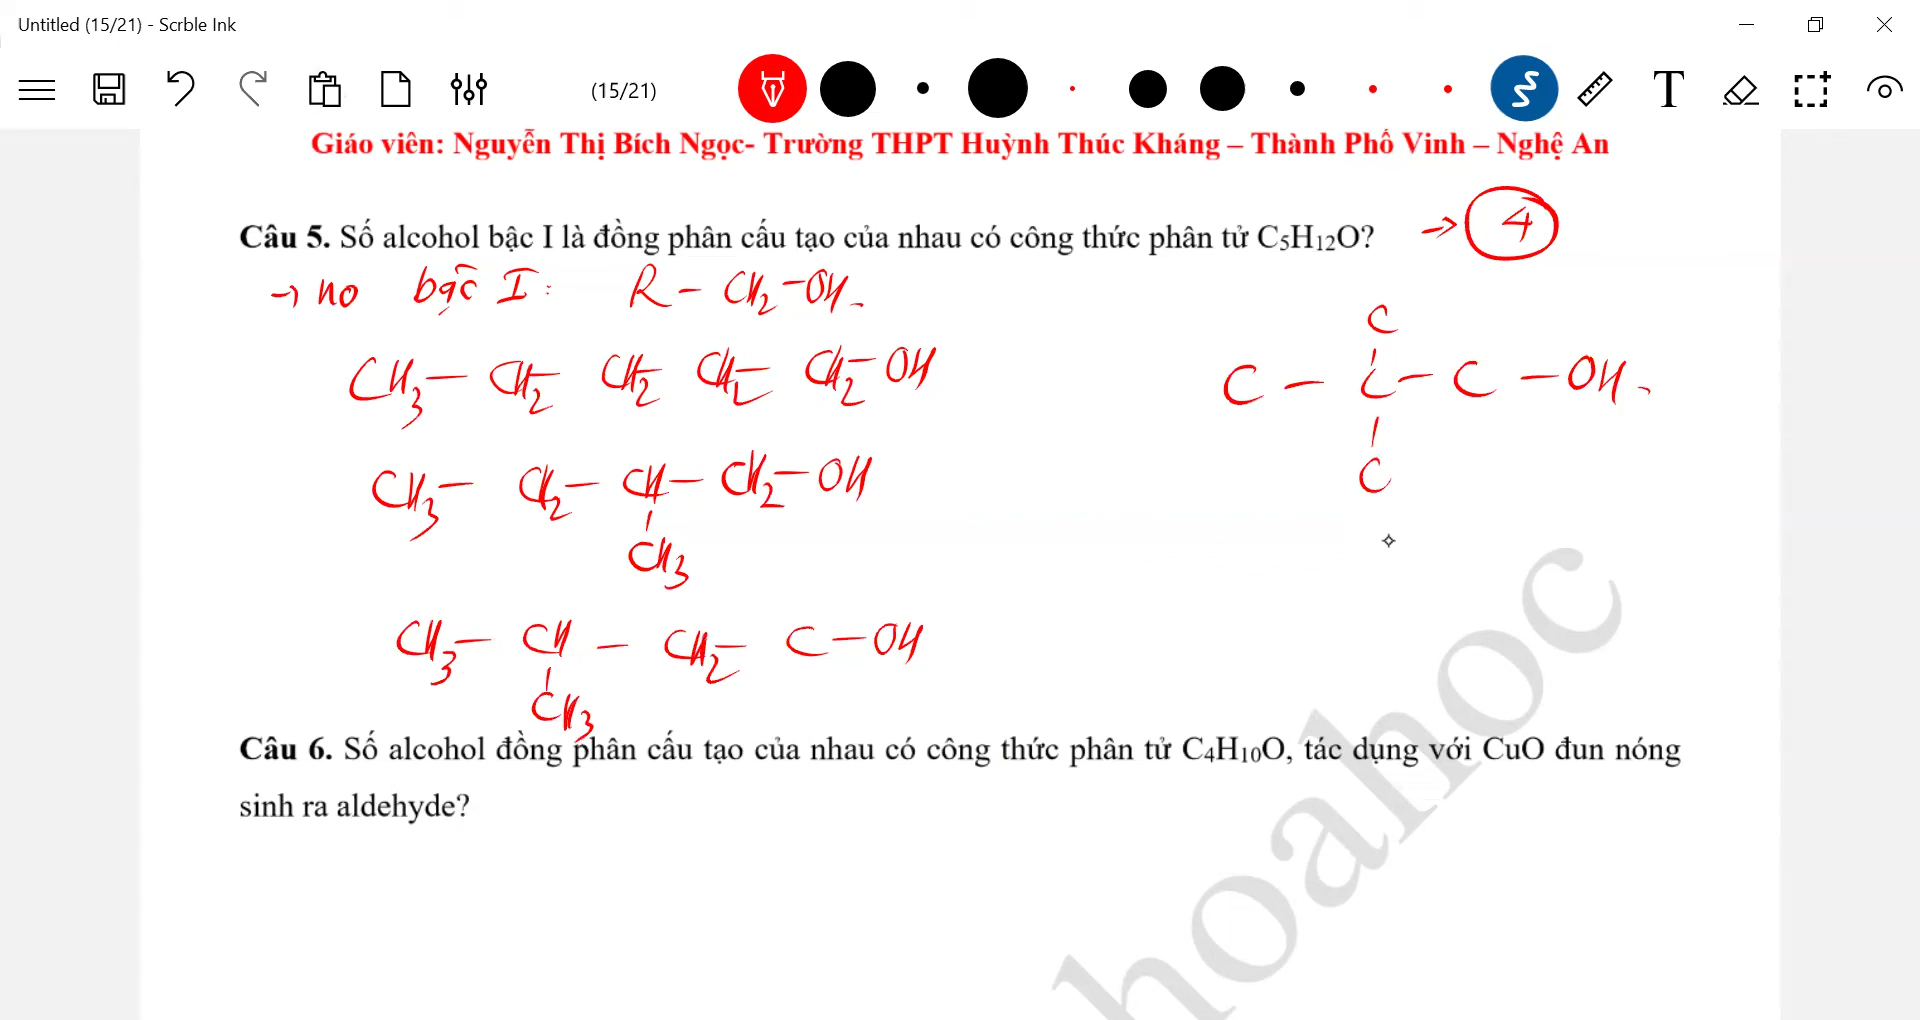 Untitled (15/21) - Scrble Ink
(15/21)
T
Giáo viên: Nguyễn Thị Bích Ngọc- Trường THPT Huỳnh Thúc Kháng – Thành Phố Vinh – Nghệ An
Câu 5. Số alcohol bậc I là đồng phân cấu tạo của nhau có công thức phân tử C₅H₁₂O? → 4
→ no bậc I: R - CH₂-OH.
CH₃- CH₂- CH₂- CH₂- CH₂-OH
C
C - C - C - OH.
C
CH₃- CH₂- CH- CH₂-OH
CH₃
CH₃- CH - CH₂- C-OH
CH₃
Câu 6. Số alcohol đồng phân cấu tạo của nhau có công thức phân tử C₄H₁₀O, tác dụng với CuO đun nóng
sinh ra aldehyde?
hoahoc